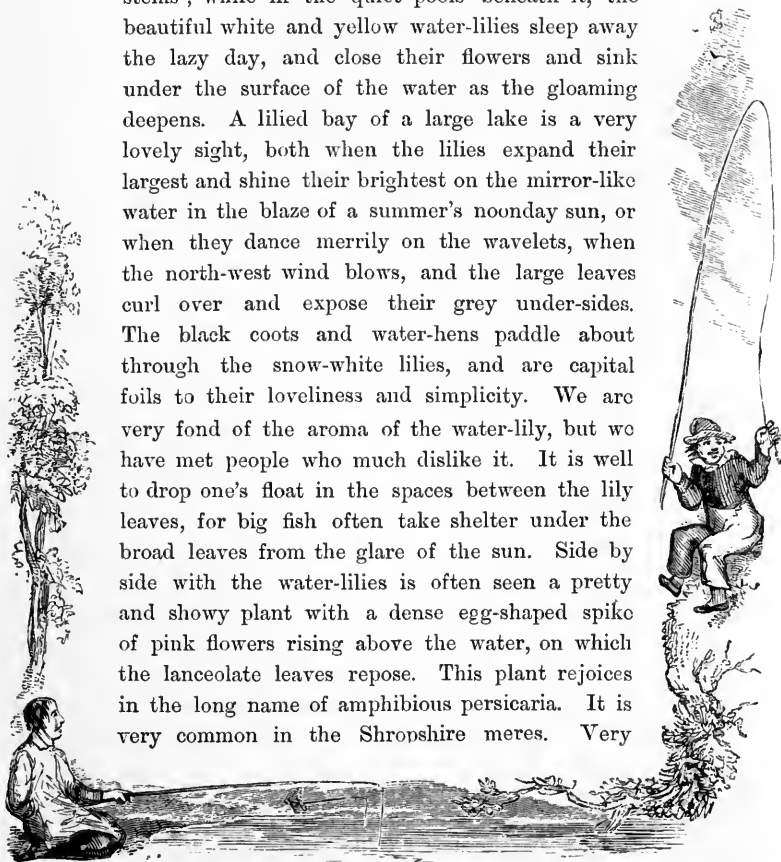 beautiful white and yellow water-lilies sleep away
the lazy day, and close their flowers and sink
under the surface of the water as the gloaming
deepens. A lilied bay of a large lake is a very
lovely sight, both when the lilies expand their
largest and shine their brightest on the mirror-like
water in the blaze of a summer's noonday sun, or
when they dance merrily on the wavelets, when
the north-west wind blows, and the large leaves
curl over and expose their grey under-sides.
The black coots and water-hens paddle about
through the snow-white lilies, and are capital
foils to their loveliness and simplicity. We are
very fond of the aroma of the water-lily, but we
have met people who much dislike it. It is well
to drop one's float in the spaces between the lily
leaves, for big fish often take shelter under the
broad leaves from the glare of the sun. Side by
side with the water-lilies is often seen a pretty
and showy plant with a dense egg-shaped spike
of pink flowers rising above the water, on which
the lanceolate leaves repose. This plant rejoices
in the long name of amphibious persicaria. It is
very common in the Shropshire meres. Very